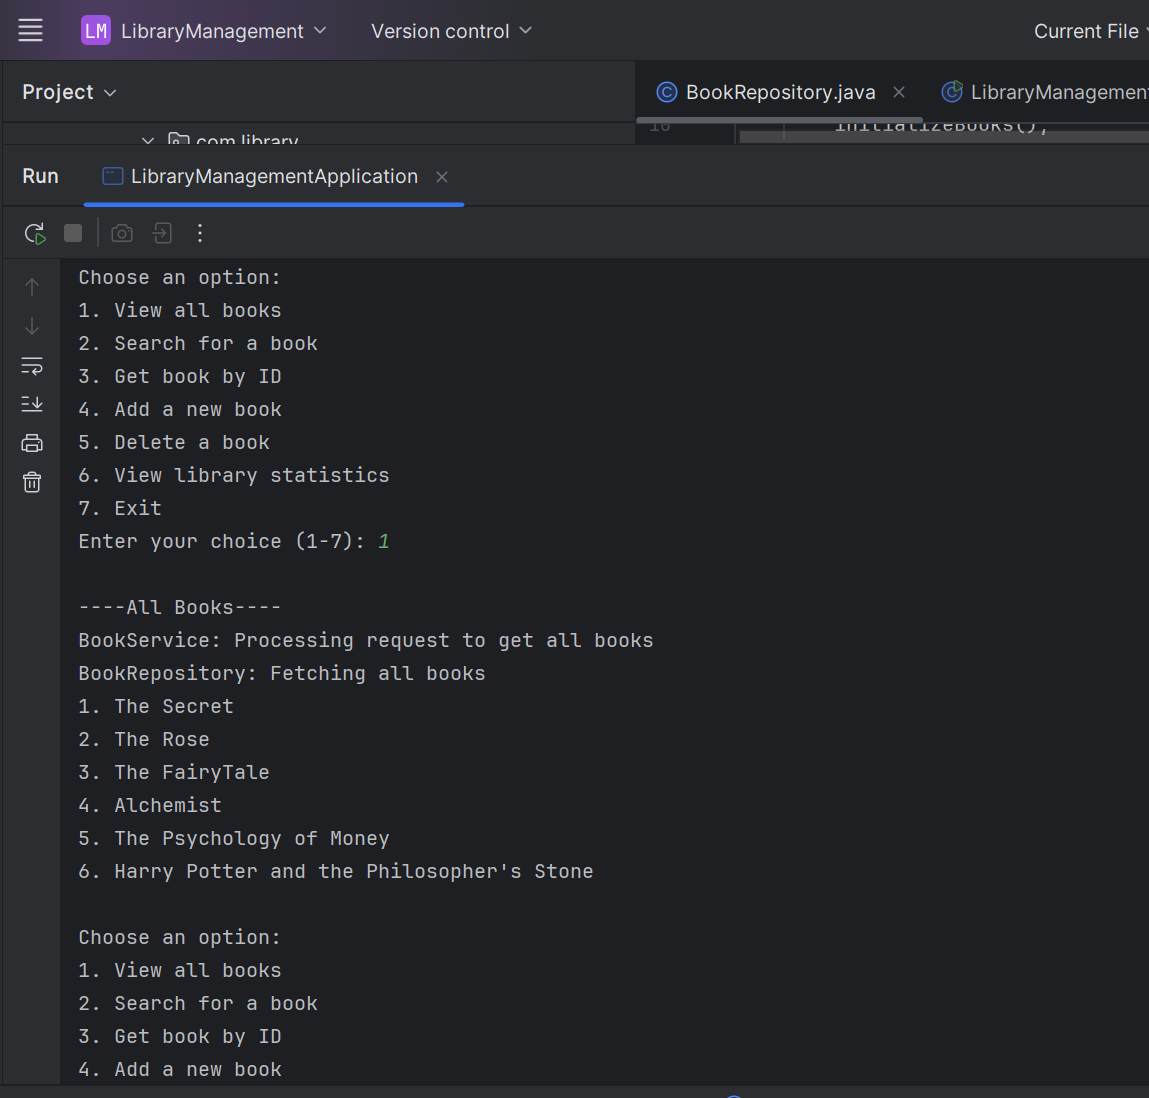 LM LibraryManagement Version control Current File
Project
BookRepository.java LibraryManagement
com.library
10 initializeBooks();
Run LibraryManagementApplication
Choose an option:
1. View all books
2. Search for a book
3. Get book by ID
4. Add a new book
5. Delete a book
6. View library statistics
7. Exit
Enter your choice (1-7): 1
----All Books----
BookService: Processing request to get all books
BookRepository: Fetching all books
1. The Secret
2. The Rose
3. The FairyTale
4. Alchemist
5. The Psychology of Money
6. Harry Potter and the Philosopher's Stone
Choose an option:
1. View all books
2. Search for a book
3. Get book by ID
4. Add a new book